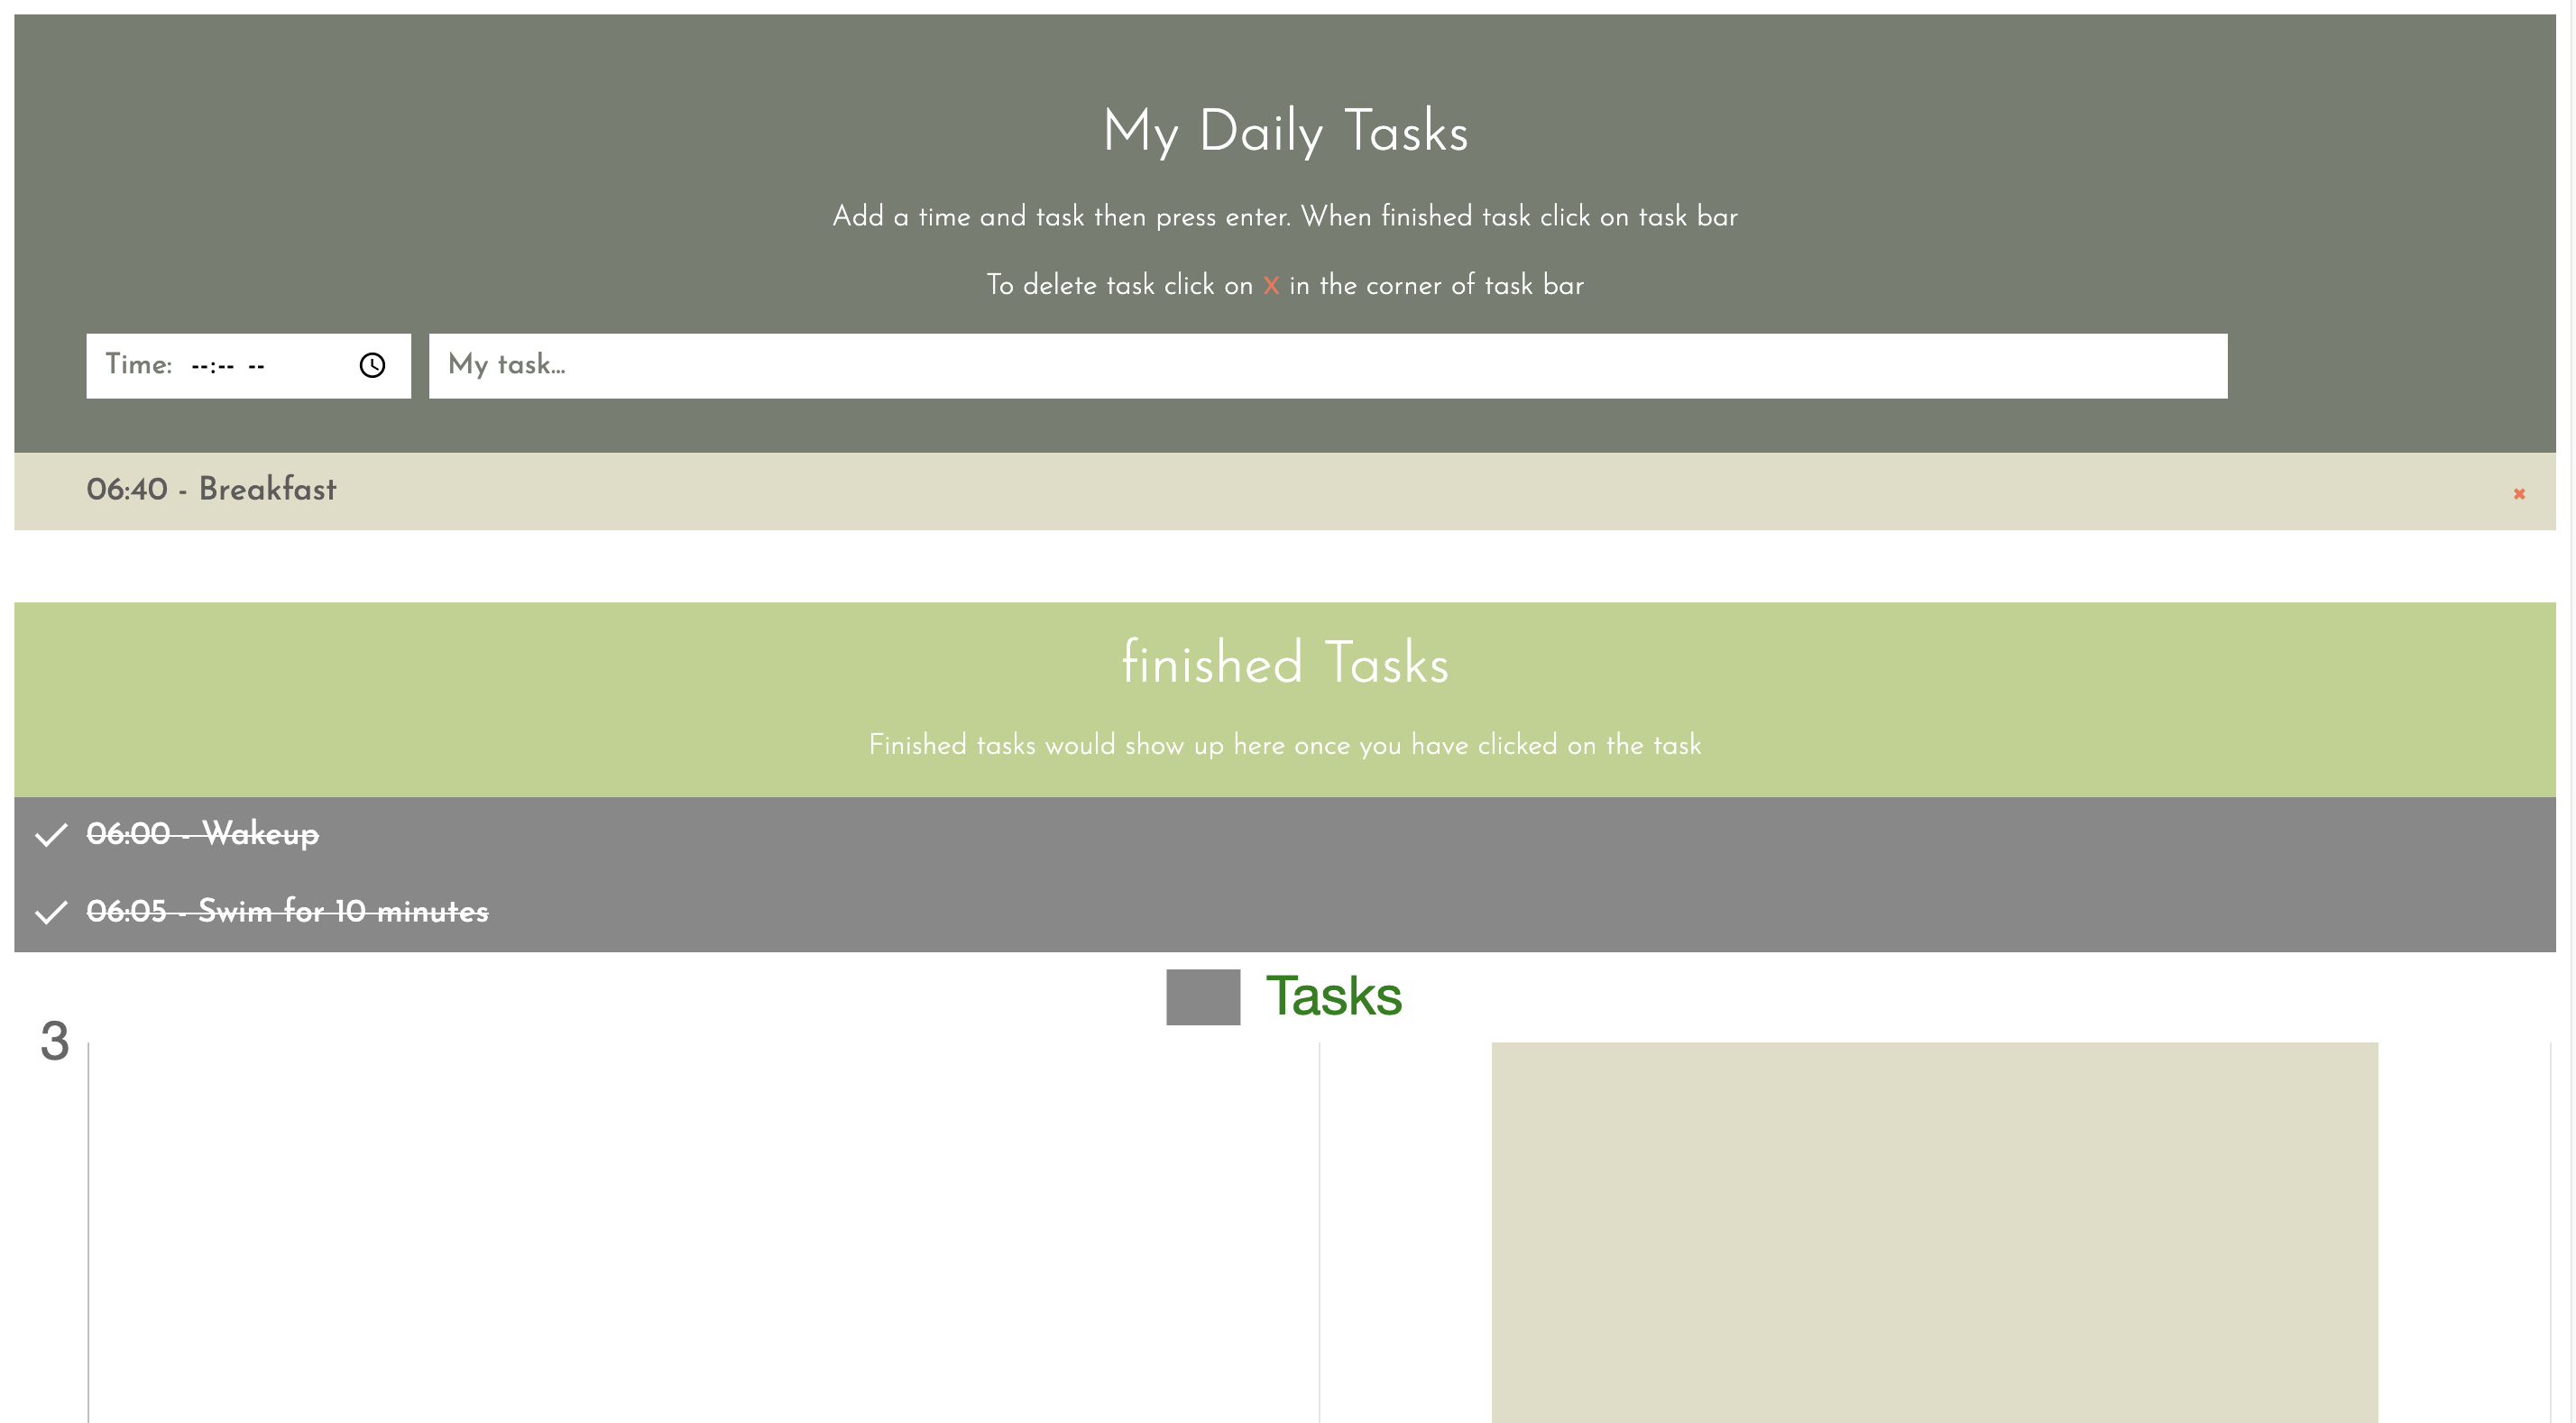 My Daily Tasks
Add a time and task then press enter. When finished task click on task bar
To delete task click on X in the corner of task bar
Time: --:-- --
My task...
06:40 - Breakfast
✖
finished Tasks
Finished tasks would show up here once you have clicked on the task
06:00 - Wakeup
06:05 - Swim for 10 minutes
Tasks
3